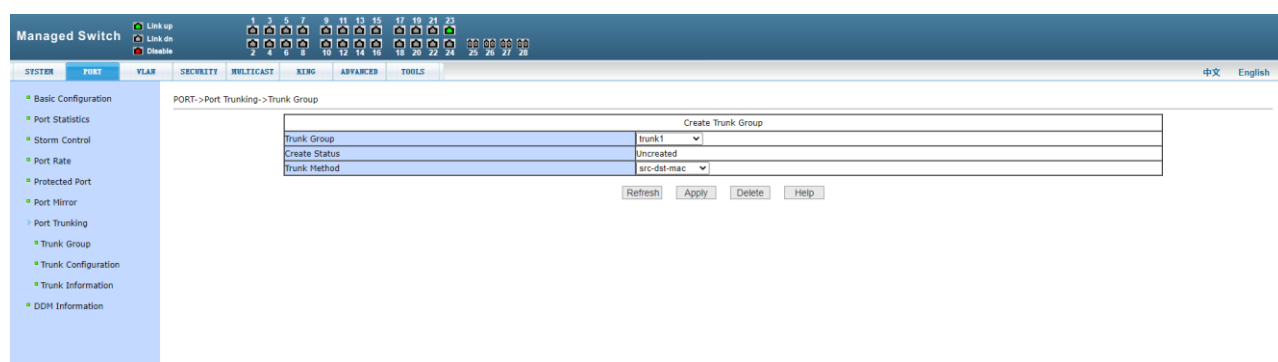 Managed Switch
Link up
Link dn
Disable
1 3 5 7 9 11 13 15 17 19 21 23
2 4 6 8 10 12 14 16 18 20 22 24 25 26 27 28
SYSTEM PORT VLAN SECURITY MULTICAST RING ADVANCED TOOLS 中文 English
Basic Configuration
Port Statistics
Storm Control
Port Rate
Protected Port
Port Mirror
Port Trunking
Trunk Group
Trunk Configuration
Trunk Information
DDM Information
PORT->Port Trunking->Trunk Group
Create Trunk Group
Trunk Group trunk1
Create Status Uncreated
Trunk Method src-dst-mac
Refresh Apply Delete Help